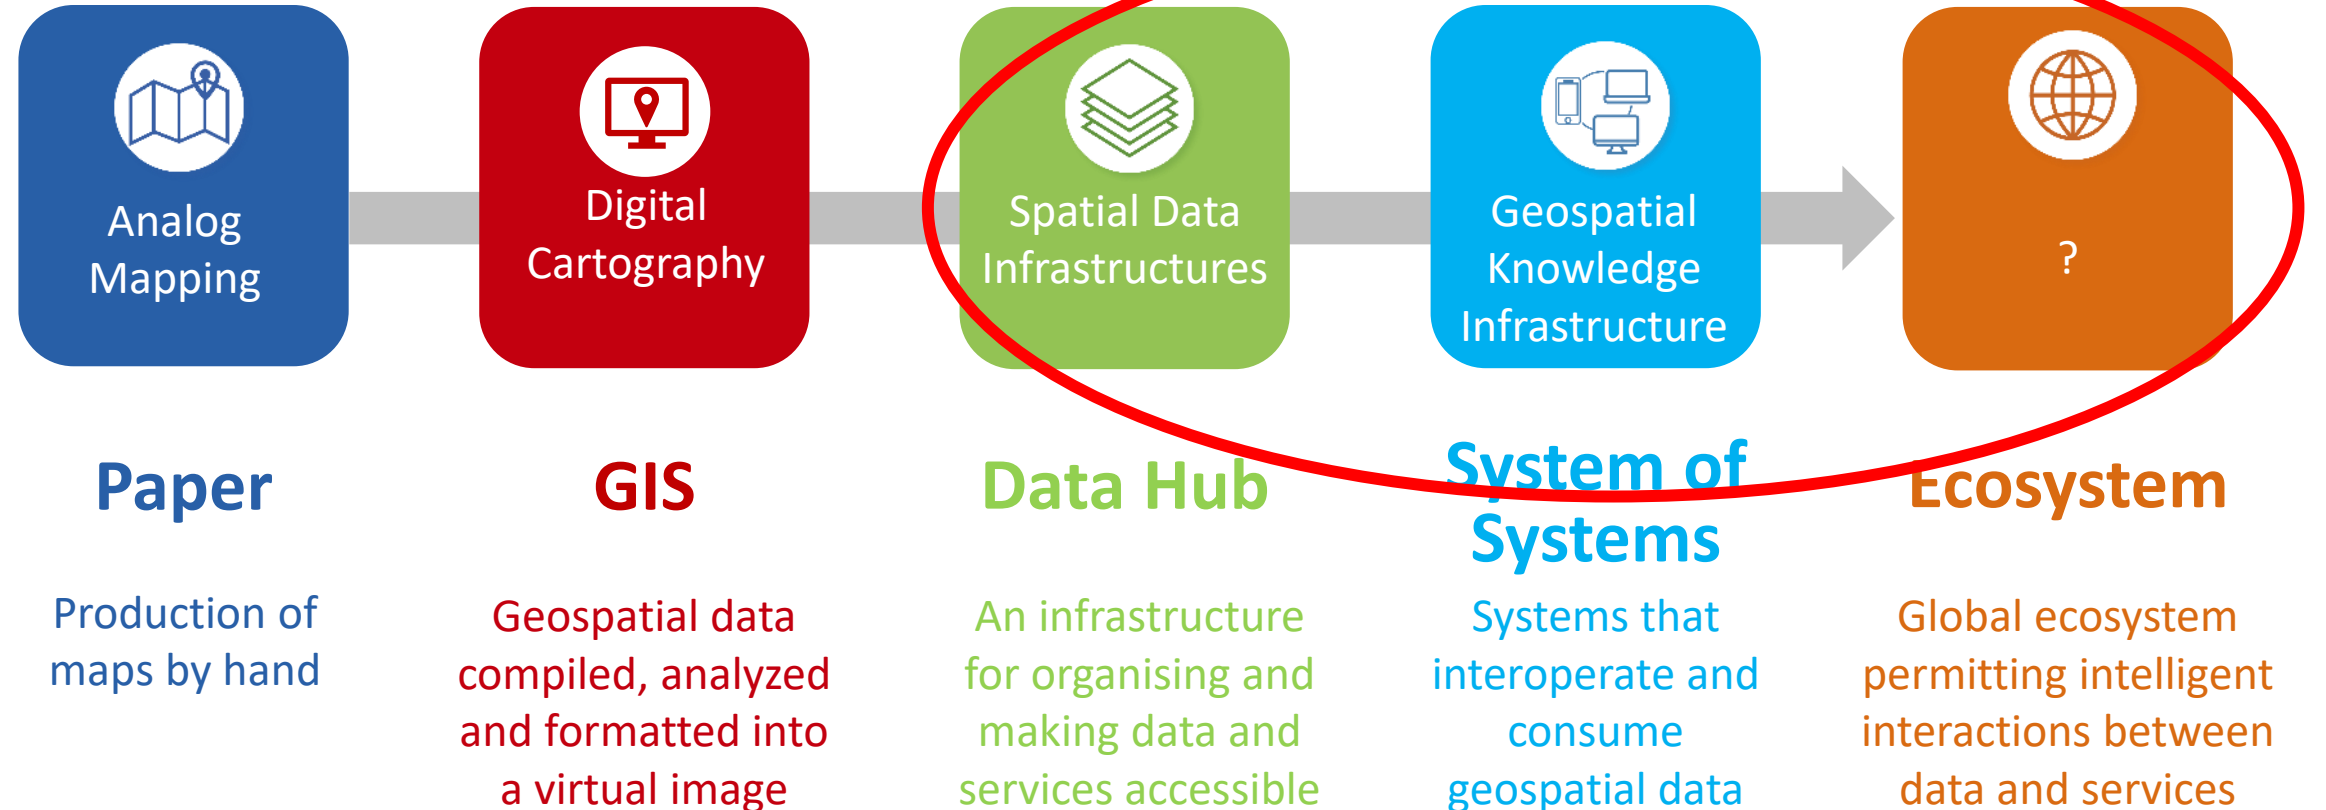 Analog
Mapping
Digital
Cartography
Spatial Data
Infrastructures
Geospatial
Knowledge
Infrastructure
?
Paper
GIS
Data Hub
System of
Systems
Ecosystem
Production of
maps by hand
Geospatial data
compiled, analyzed
and formatted into
a virtual image
An infrastructure
for organising and
making data and
services accessible
Systems that
interoperate and
consume
geospatial data
Global ecosystem
permitting intelligent
interactions between
data and services